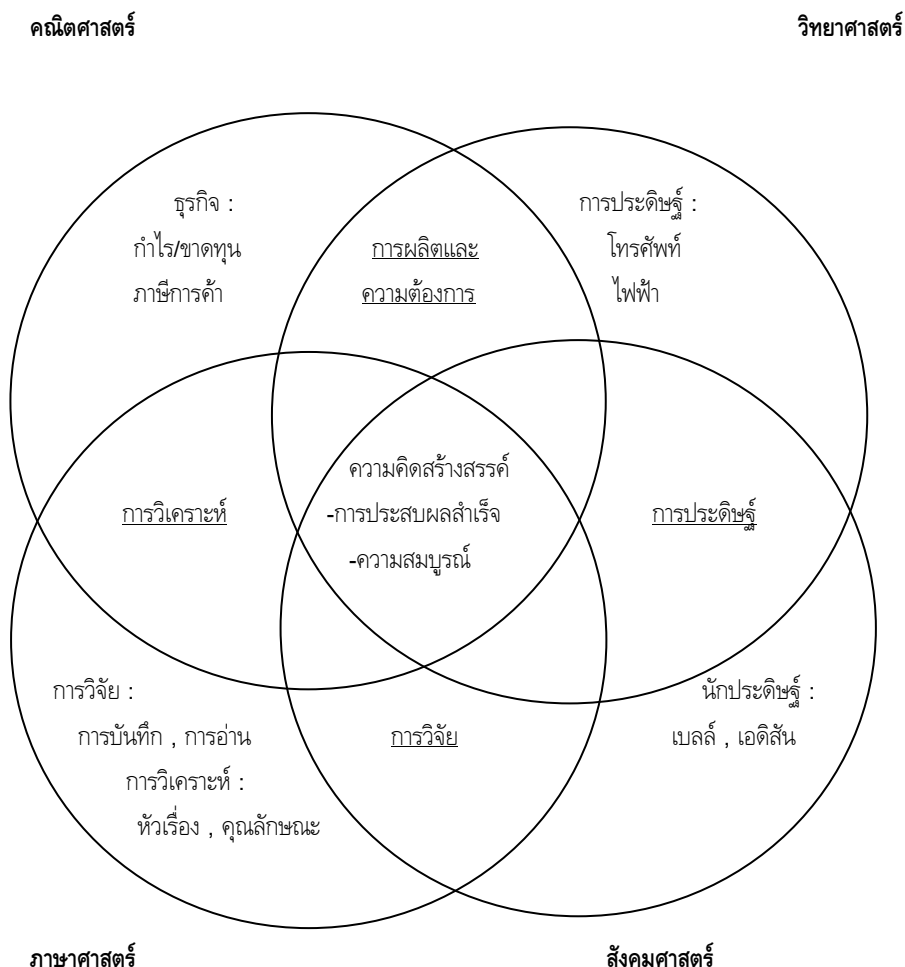 คณิตศาสตร์
วิทยาศาสตร์
ธุรกิจ :
กำไร/ขาดทุน
ภาษีการค้า
การผลิตและ
ความต้องการ
การประดิษฐ์ :
โทรศัพท์
ไฟฟ้า
การวิเคราะห์
ความคิดสร้างสรรค์
-การประสบผลสำเร็จ
-ความสมบูรณ์
การประดิษฐ์
การวิจัย :
การบันทึก , การอ่าน
การวิเคราะห์ :
หัวเรื่อง , คุณลักษณะ
การวิจัย
นักประดิษฐ์ :
เบลล์ , เอดิสัน
ภาษาศาสตร์
สังคมศาสตร์